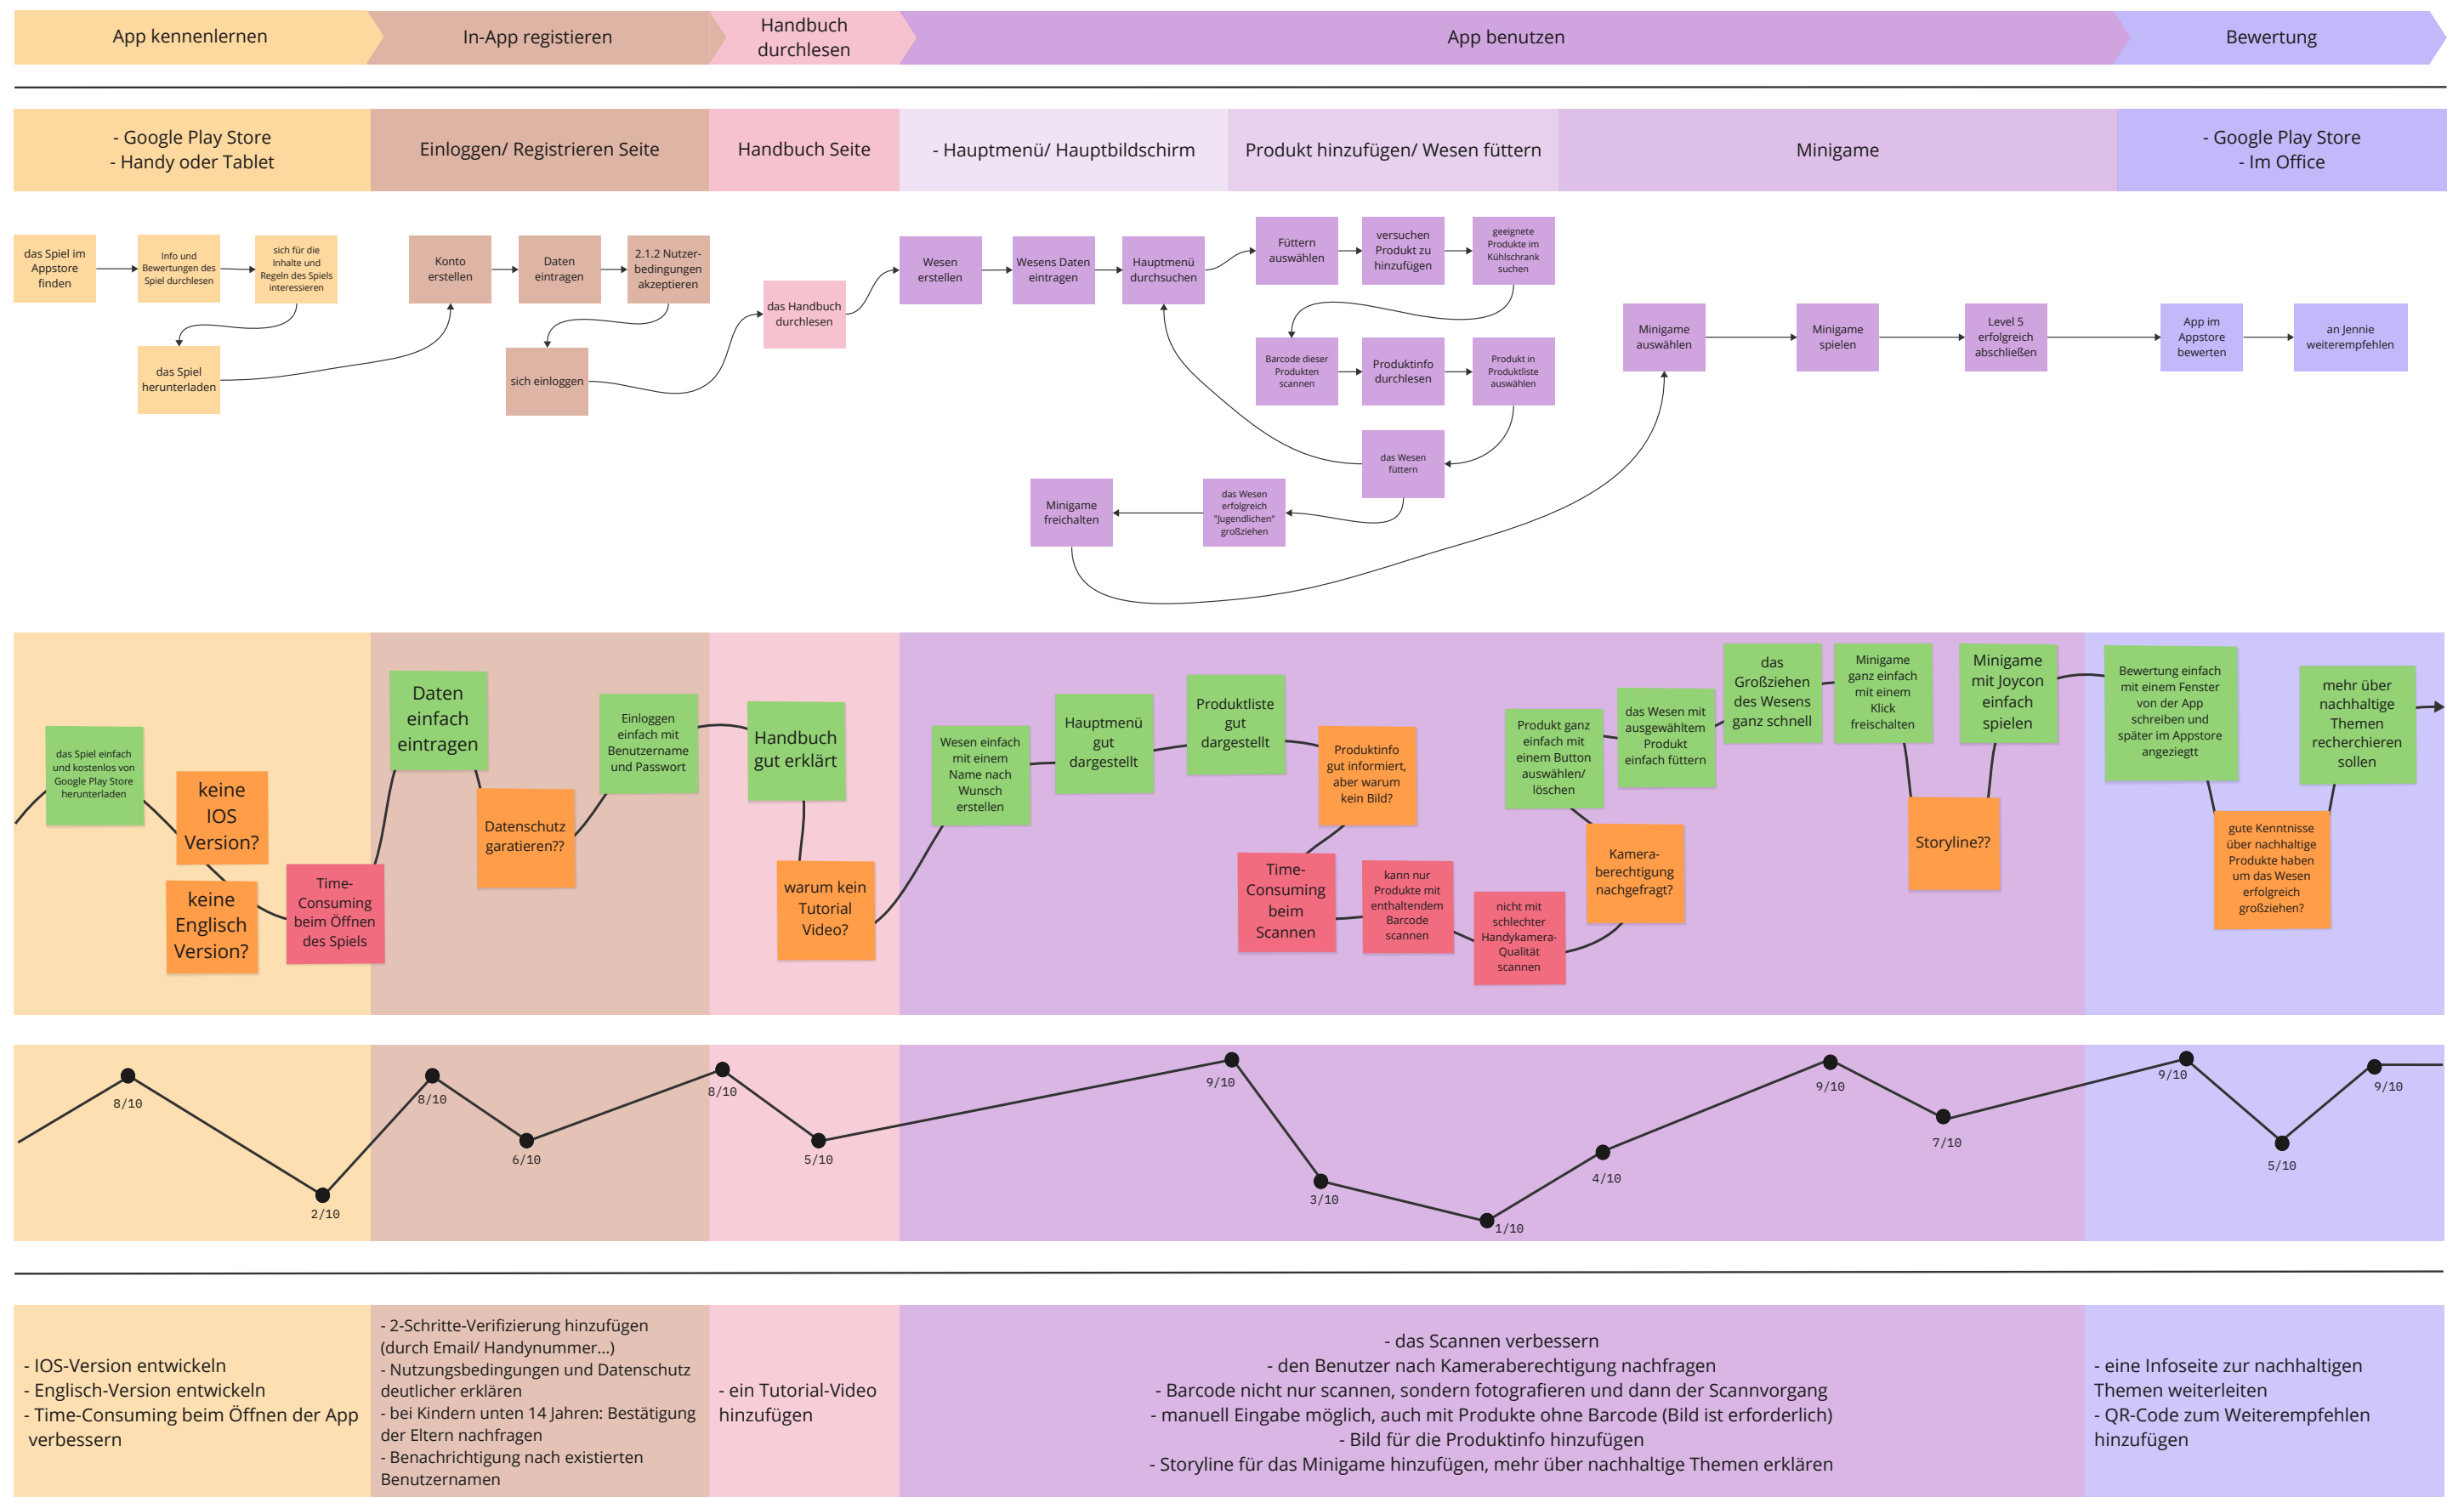 App kennenlernen
In-App registieren
Handbuch
durchlesen
App benutzen
Bewertung
- Google Play Store
- Handy oder Tablet
Einloggen/ Registrieren Seite
Handbuch Seite
- Hauptmenü/ Hauptbildschirm
Produkt hinzufügen/ Wesen füttern
Minigame
- Google Play Store
- Im Office
das Spiel im
Appstore
finden
Info und
Bewertungen des
Spiel durchlesen
sich für die
Inhalte und
Regeln des Spiels
interessieren
das Spiel
herunterladen
Konto
erstellen
Daten
eintragen
2.1.2 Nutzer-
bedingungen
akzeptieren
sich einloggen
das Handbuch
durchlesen
Wesen
erstellen
Wesens Daten
eintragen
Hauptmenü
durchsuchen
Füttern
auswählen
versuchen
Produkt zu
hinzufügen
geeignete
Produkte im
Kühlschrank
suchen
Barcode dieser
Produkten
scannen
Produktinfo
durchlesen
Produkt in
Produktliste
auswählen
das Wesen
füttern
das Wesen
erfolgreich
"Jugendlichen"
großziehen
Minigame
freichalten
Minigame
auswählen
Minigame
spielen
Level 5
erfolgreich
abschließen
App im
Appstore
bewerten
an Jennie
weiterempfehlen
das Spiel einfach
und kostenlos von
Google Play Store
herunterladen
keine
IOS
Version?
keine
Englisch
Version?
Time-
Consuming
beim Öffnen
des Spiels
Daten
einfach
eintragen
Datenschutz
garatieren??
Einloggen
einfach mit
Benutzername
und Passwort
Handbuch
gut erklärt
warum kein
Tutorial
Video?
Wesen einfach
mit einem
Name nach
Wunsch
erstellen
Hauptmenü
gut
dargestellt
Produktliste
gut
dargestellt
Produktinfo
gut informiert,
aber warum
kein Bild?
Time-
Consuming
beim
Scannen
kann nur
Produkte mit
enthaltendem
Barcode
scannen
nicht mit
schlechter
Handykamera-
Qualität
scannen
Kamera-
berechtigung
nachgefragt?
Produkt ganz
einfach mit
einem Button
auswählen/
löschen
das Wesen mit
ausgewähltem
Produkt
einfach füttern
das
Großziehen
des Wesens
ganz schnell
Minigame
ganz einfach
mit einem
Klick
freischalten
Storyline??
Minigame
mit Joycon
einfach
spielen
Bewertung einfach
mit einem Fenster
von der App
schreiben und
später im Appstore
angeziegtt
gute Kenntnisse
über nachhaltige
Produkte haben
um das Wesen
erfolgreich
großziehen?
mehr über
nachhaltige
Themen
recherchieren
sollen
8/10
2/10
8/10
6/10
8/10
5/10
9/10
3/10
1/10
4/10
9/10
7/10
9/10
5/10
9/10
- IOS-Version entwickeln
- Englisch-Version entwickeln
- Time-Consuming beim Öffnen der App
verbessern
- 2-Schritte-Verifizierung hinzufügen
(durch Email/ Handynummer...)
- Nutzungsbedingungen und Datenschutz
deutlicher erklären
- bei Kindern unten 14 Jahren: Bestätigung
der Eltern nachfragen
- Benachrichtigung nach existierten
Benutzernamen
- ein Tutorial-Video
hinzufügen
- das Scannen verbessern
- den Benutzer nach Kameraberechtigung nachfragen
- Barcode nicht nur scannen, sondern fotografieren und dann der Scannvorgang
- manuell Eingabe möglich, auch mit Produkte ohne Barcode (Bild ist erforderlich)
- Bild für die Produktinfo hinzufügen
- Storyline für das Minigame hinzufügen, mehr über nachhaltige Themen erklären
- eine Infoseite zur nachhaltigen
Themen weiterleiten
- QR-Code zum Weiterempfehlen
hinzufügen